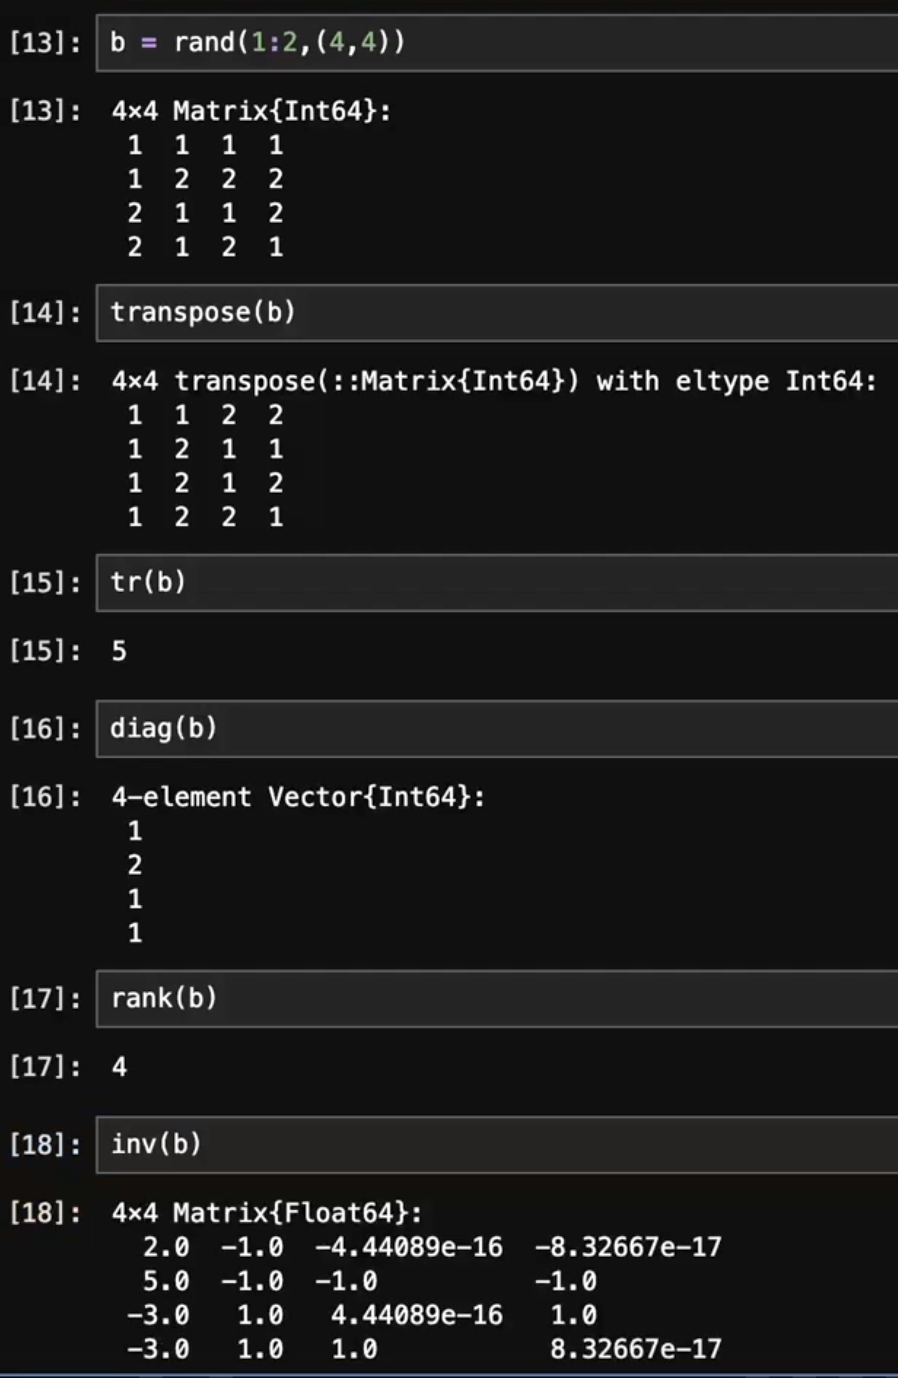 [13]: b = rand(1:2,(4,4))
[13]: 4×4 Matrix{Int64}:
1 1 1 1
1 2 2 2
2 1 1 2
2 1 2 1
[14]: transpose(b)
[14]: 4×4 transpose(::Matrix{Int64}) with eltype Int64:
1 1 2 2
1 2 1 1
1 2 1 2
1 2 2 1
[15]: tr(b)
[15]: 5
[16]: diag(b)
[16]: 4-element Vector{Int64}:
1
2
1
1
[17]: rank(b)
[17]: 4
[18]: inv(b)
[18]: 4×4 Matrix{Float64}:
2.0 -1.0 -4.44089e-16 -8.32667e-17
5.0 -1.0 -1.0 -1.0
-3.0 1.0 4.44089e-16 1.0
-3.0 1.0 1.0 8.32667e-17